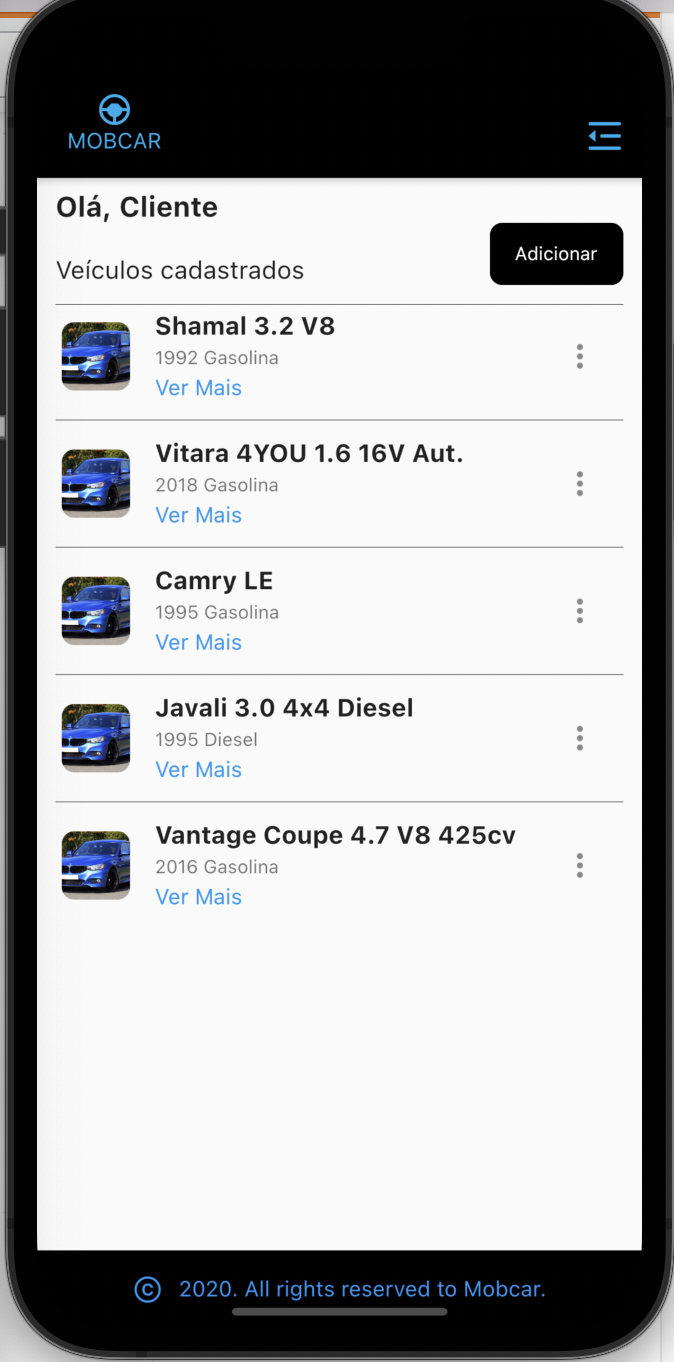 MOBCAR
Olá, Cliente
Veículos cadastrados
Adicionar
Shamal 3.2 V8
1992 Gasolina
Ver Mais
Vitara 4YOU 1.6 16V Aut.
2018 Gasolina
Ver Mais
Camry LE
1995 Gasolina
Ver Mais
Javali 3.0 4x4 Diesel
1995 Diesel
Ver Mais
Vantage Coupe 4.7 V8 425cv
2016 Gasolina
Ver Mais
© 2020. All rights reserved to Mobcar.